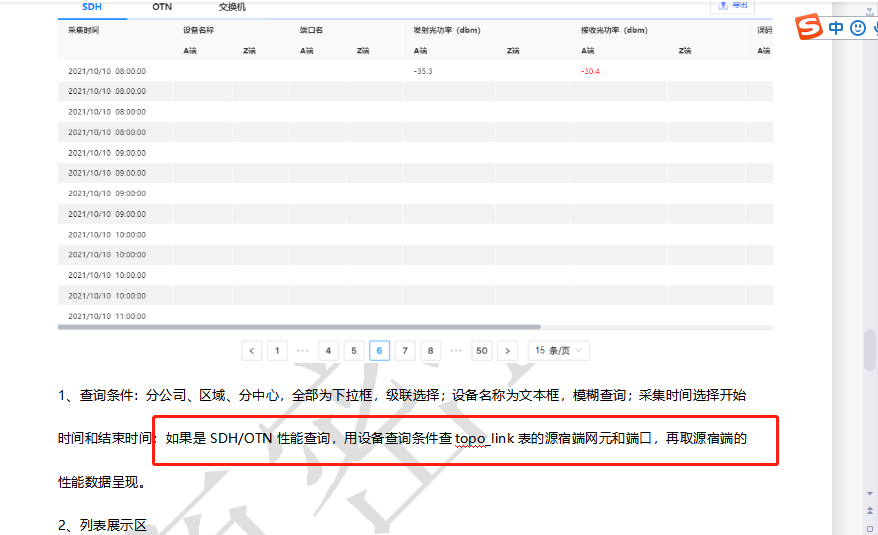 SDH OTN 交换机 导出
采集时间 设备名称 端口名 发射光功率（dbm） 接收光功率（dbm） 误码
A端 Z端 A端 Z端 A端 Z端 A端 Z端 A端
2021/10/10 08:00:00 -35.3 -30.4
2021/10/10 08:00:00
2021/10/10 08:00:00
2021/10/10 08:00:00
2021/10/10 09:00:00
2021/10/10 09:00:00
2021/10/10 09:00:00
2021/10/10 09:00:00
2021/10/10 10:00:00
2021/10/10 10:00:00
2021/10/10 10:00:00
2021/10/10 10:00:00
2021/10/10 11:00:00
< 1 ··· 4 5 6 7 8 ··· 50 > 15 条/页
1、查询条件：分公司、区域、分中心，全部为下拉框，级联选择；设备名称为文本框，模糊查询；采集时间选择开始
时间和结束时间；如果是 SDH/OTN 性能查询，用设备查询条件查 topo_link 表的源宿端网元和端口，再取源宿端的
性能数据呈现。
2、列表展示区
S中